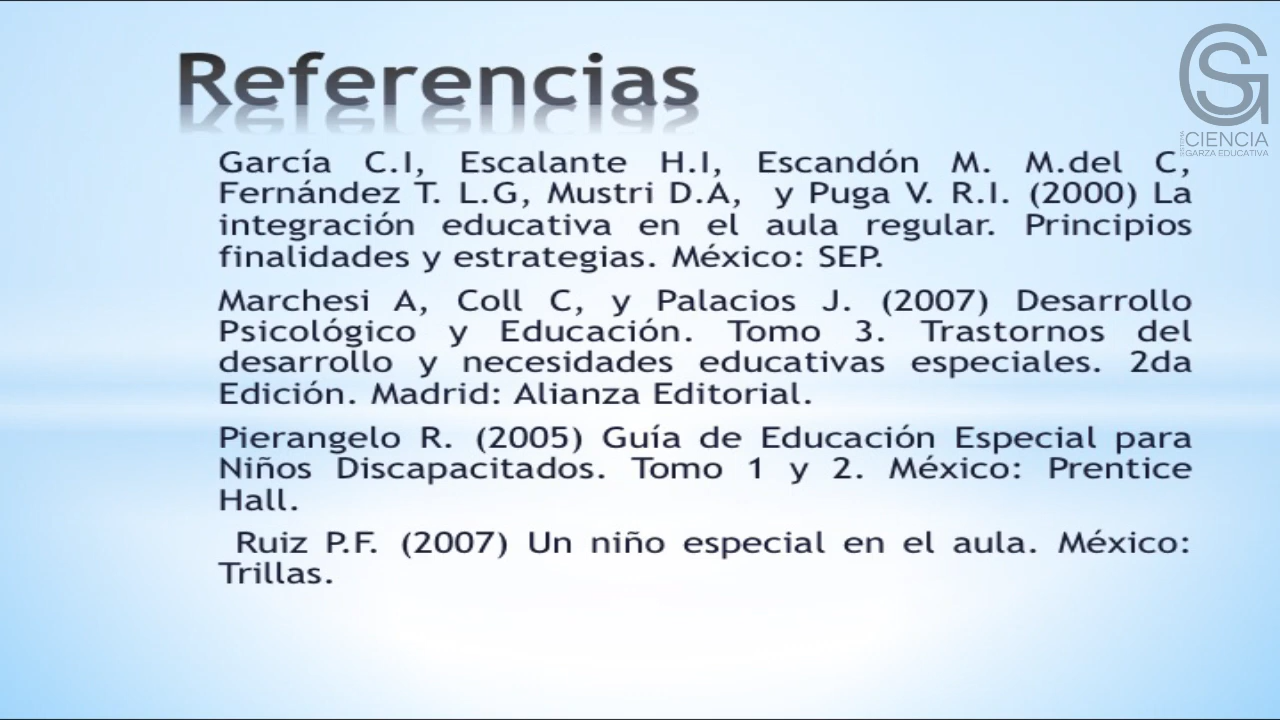 Referencias
CIENCIA
GARZA EDUCATIVA
García C.I, Escalante H.I, Escandón M. M.del C,
Fernández T. L.G, Mustri D.A, y Puga V. R.I. (2000) La
integración educativa en el aula regular. Principios
finalidades y estrategias. México: SEP.
Marchesi A, Coll C, y Palacios J. (2007) Desarrollo
Psicológico y Educación. Tomo 3. Trastornos del
desarrollo y necesidades educativas especiales. 2da
Edición. Madrid: Alianza Editorial.
Pierangelo R. (2005) Guía de Educación Especial para
Niños Discapacitados. Tomo 1 y 2. México: Prentice
Hall.
Ruiz P.F. (2007) Un niño especial en el aula. México:
Trillas.